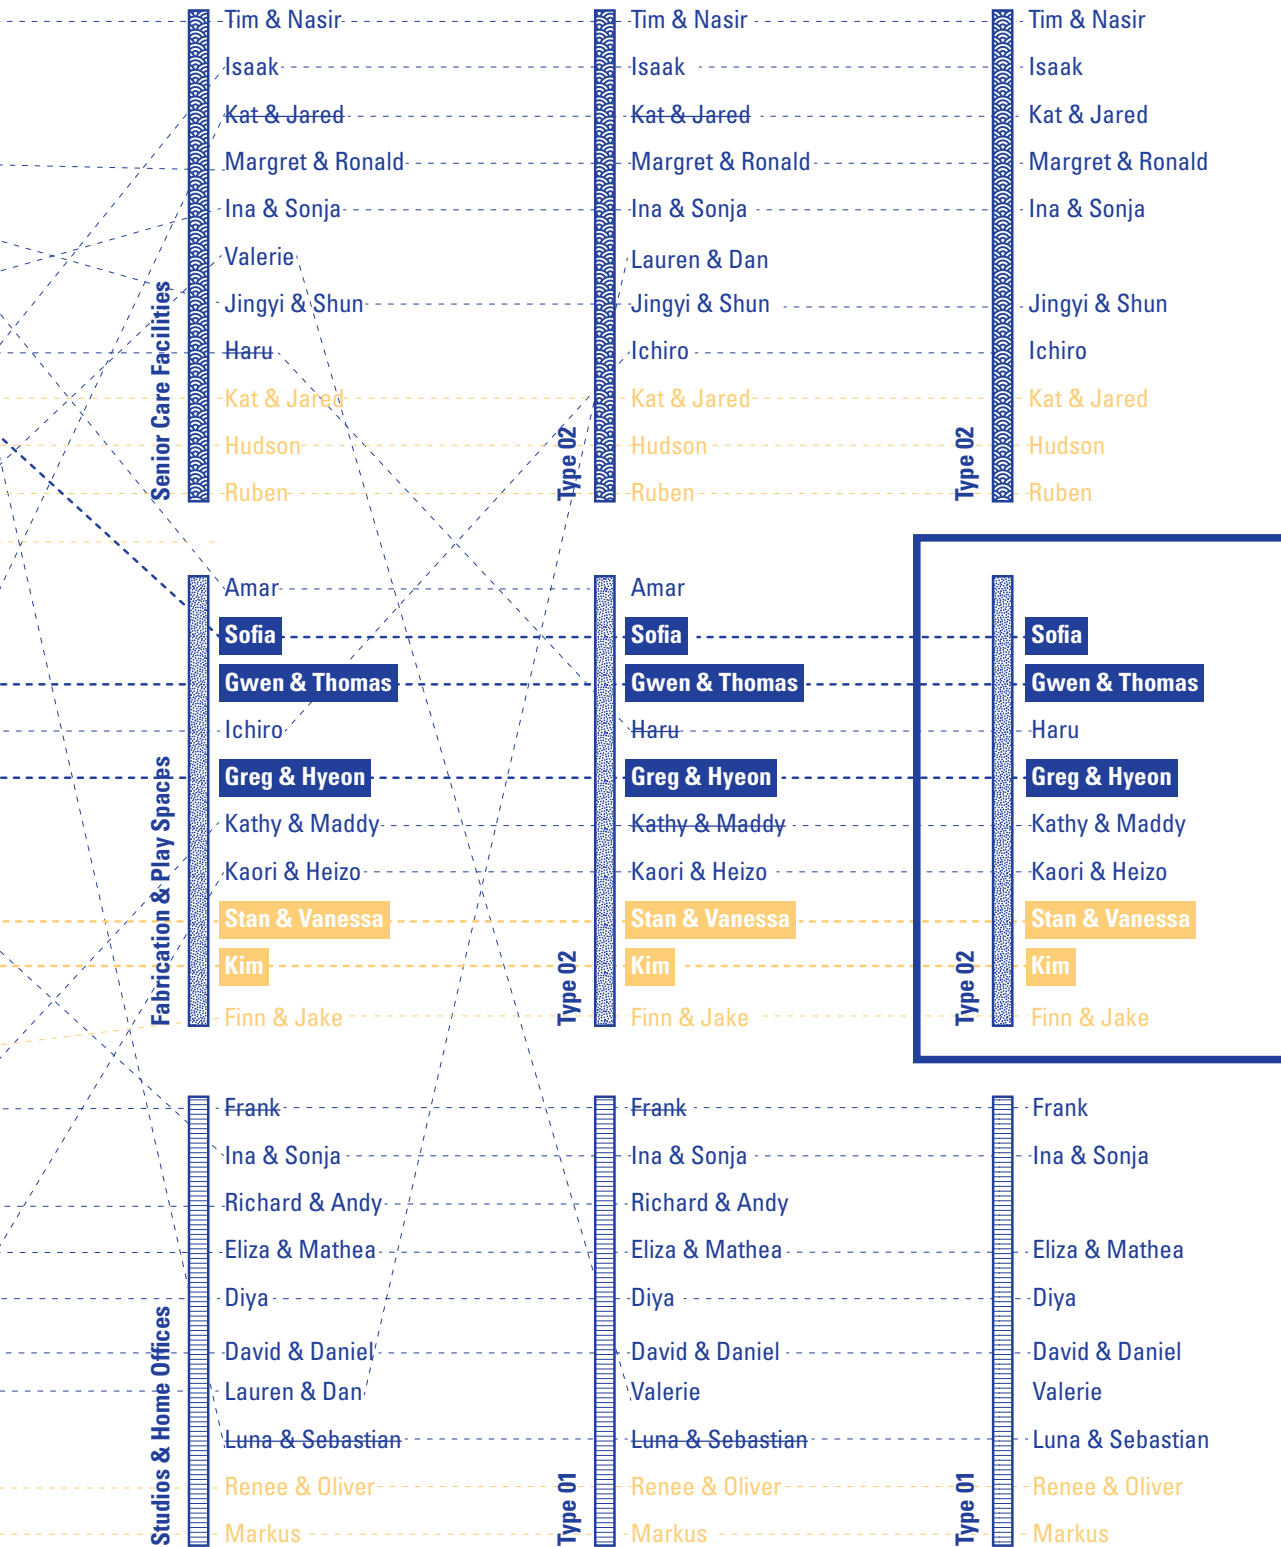 Senior Care Facilities
Tim & Nasir
Isaak
Kat & Jared
Margret & Ronald
Ina & Sonja
Valerie
Jingyi & Shun
Haru
Kat & Jared
Hudson
Ruben
Type 02
Tim & Nasir
Isaak
Kat & Jared
Margret & Ronald
Ina & Sonja
Lauren & Dan
Jingyi & Shun
Ichiro
Kat & Jared
Hudson
Ruben
Type 02
Tim & Nasir
Isaak
Kat & Jared
Margret & Ronald
Ina & Sonja
Jingyi & Shun
Ichiro
Kat & Jared
Hudson
Ruben
Fabrication & Play Spaces
Amar
Sofia
Gwen & Thomas
Ichiro
Greg & Hyeon
Kathy & Maddy
Kaori & Heizo
Stan & Vanessa
Kim
Finn & Jake
Type 02
Amar
Sofia
Gwen & Thomas
Haru
Greg & Hyeon
Kathy & Maddy
Kaori & Heizo
Stan & Vanessa
Kim
Finn & Jake
Type 02
Sofia
Gwen & Thomas
Haru
Greg & Hyeon
Kathy & Maddy
Kaori & Heizo
Stan & Vanessa
Kim
Finn & Jake
Studios & Home Offices
Frank
Ina & Sonja
Richard & Andy
Eliza & Mathea
Diya
David & Daniel
Lauren & Dan
Luna & Sebastian
Renee & Oliver
Markus
Type 01
Frank
Ina & Sonja
Richard & Andy
Eliza & Mathea
Diya
David & Daniel
Valerie
Luna & Sebastian
Renee & Oliver
Markus
Type 01
Frank
Ina & Sonja
Eliza & Mathea
Diya
David & Daniel
Valerie
Luna & Sebastian
Renee & Oliver
Markus